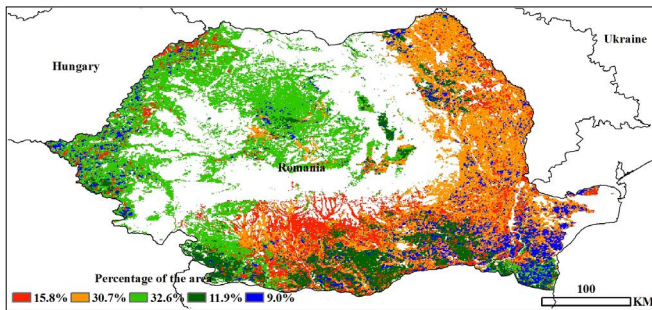 Ukraine
Hungary
Romania
Percentage of the area
15.8% 30.7% 32.6% 11.9% 9.0%
100
KM